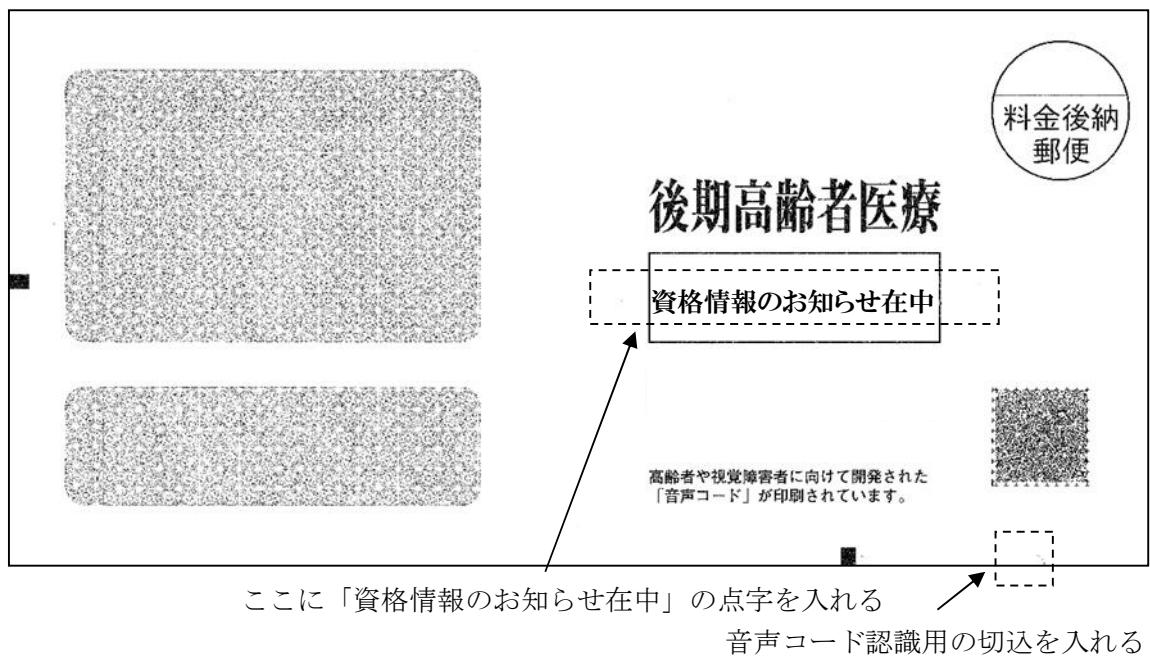 料金後納
郵便
後期高齢者医療
資格情報のお知らせ在中
高齢者や視覚障害者に向けて開発された
「音声コード」が印刷されています。
ここに「資格情報のお知らせ在中」の点字を入れる
音声コード認識用の切込を入れる